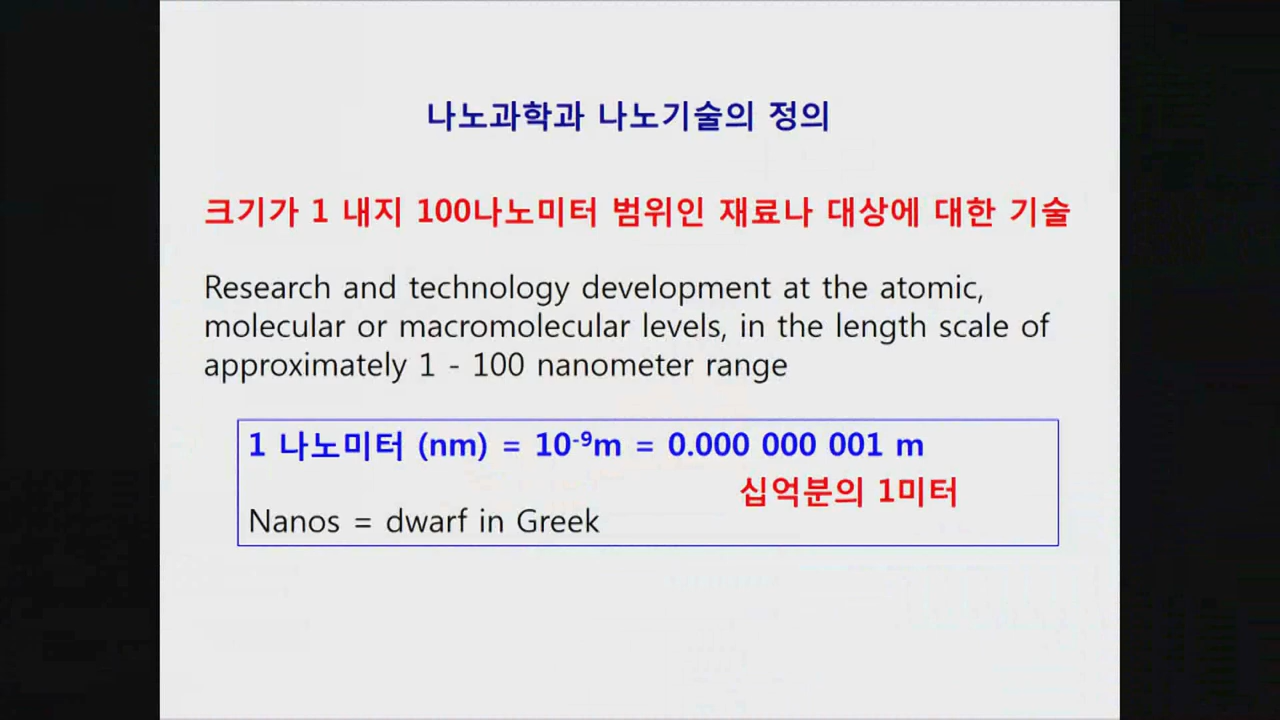 나노과학과 나노기술의 정의
크기가 1 내지 100나노미터 범위인 재료나 대상에 대한 기술
Research and technology development at the atomic,
molecular or macromolecular levels, in the length scale of
approximately 1 - 100 nanometer range
1 나노미터 (nm) = 10⁻⁹m = 0.000 000 001 m
십억분의 1미터
Nanos = dwarf in Greek